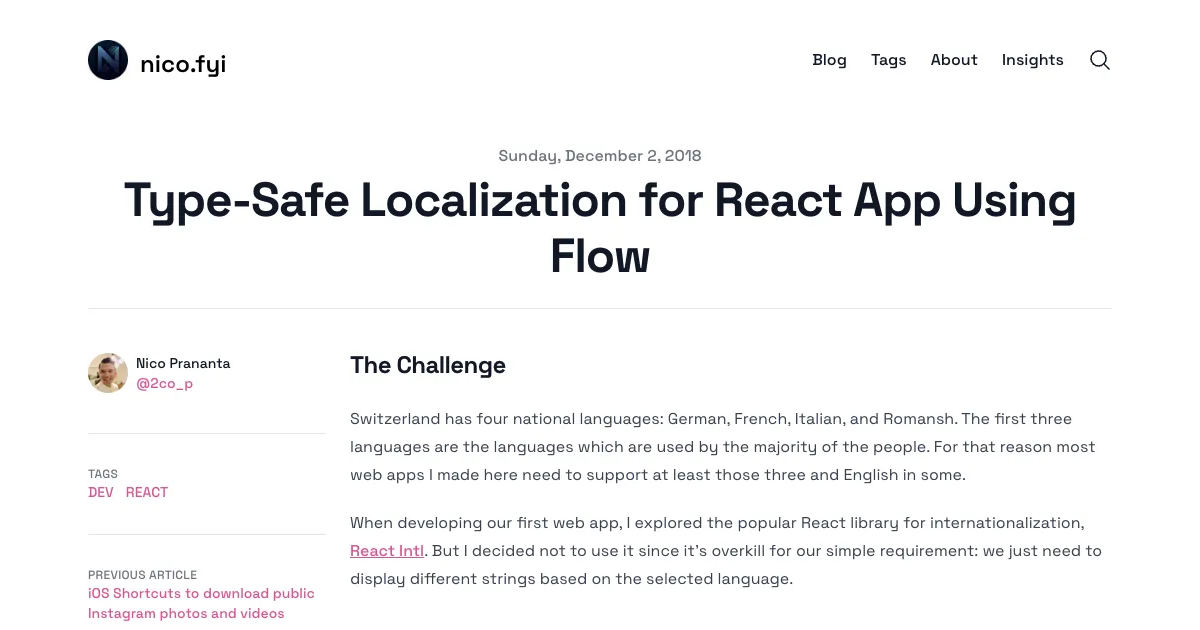 nico.fyi
Blog Tags About Insights
Sunday, December 2, 2018
Type-Safe Localization for React App Using
Flow
Nico Prananta
@2co_p
TAGS
DEV REACT
PREVIOUS ARTICLE
iOS Shortcuts to download public
Instagram photos and videos
The Challenge
Switzerland has four national languages: German, French, Italian, and Romansh. The first three
languages are the languages which are used by the majority of the people. For that reason most
web apps I made here need to support at least those three and English in some.
When developing our first web app, I explored the popular React library for internationalization,
React Intl. But I decided not to use it since it's overkill for our simple requirement: we just need to
display different strings based on the selected language.